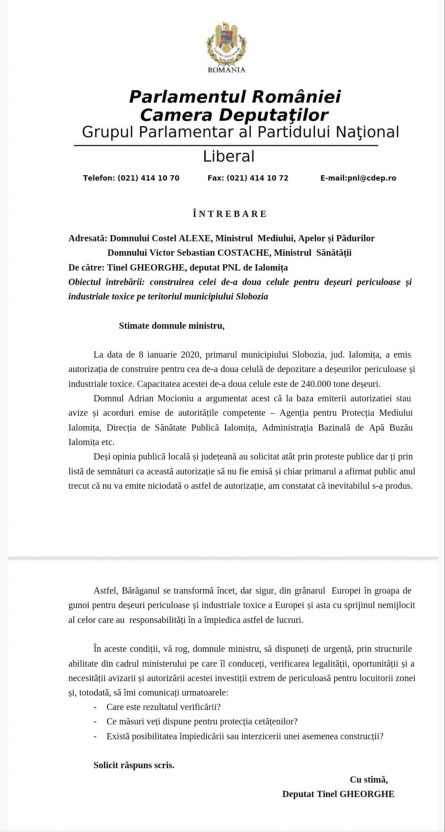 ROMANIA
Parlamentul României
Camera Deputaţilor
Grupul Parlamentar al Partidului Naţional
Liberal
Telefon: (021) 414 10 70 Fax: (021) 414 10 72 E-mail:pnl@cdep.ro
ÎNTREBARE
Adresată: Domnului Costel ALEXE, Ministrul Mediului, Apelor și Pădurilor
Domnului Victor Sebastian COSTACHE, Ministrul Sănătății
De către: Tinel GHEORGHE, deputat PNL de Ialomița
Obiectul întrebării: construirea celei de-a doua celule pentru deșeuri periculoase și
industriale toxice pe teritoriul municipiului Slobozia
Stimate domnule ministru,
La data de 8 ianuarie 2020, primarul municipiului Slobozia, jud. Ialomița, a emis
autorizația de construire pentru cea de-a doua celulă de depozitare a deșeurilor periculoase și
industriale toxice. Capacitatea acestei de-a doua celule este de 240.000 tone deșeuri.
Domnul Adrian Mocioniu a argumentat acest că la baza emiterii autorizatiei stau
avize și acorduri emise de autoritățile competente – Agenția pentru Protecția Mediului
Ialomița, Direcția de Sănătate Publică Ialomița, Administrația Bazinală de Apă Buzău
Ialomița etc.
Deși opinia publică locală și județeană au solicitat atât prin proteste publice dar ți prin
listă de semnături ca această autorizație să nu fie emisă și chiar primarul a afirmat public anul
trecut că nu va emite niciodată o astfel de autorizație, am constatat că inevitabilul s-a produs.
Astfel, Bărăganul se transformă încet, dar sigur, din grânarul Europei în groapa de
gunoi pentru deșeuri periculoase și industriale toxice a Europei și asta cu sprijinul nemijlocit
al celor care au responsabilități în a împiedica astfel de lucruri.
În aceste condiții, vă rog, domnule ministru, să dispuneți de urgență, prin structurile
abilitate din cadrul ministerului pe care îl conduceți, verificarea legalității, oportunității și a
necesității avizarii și autorizării acestei investiții extrem de periculoasă pentru locuitorii zonei
și, totodată, să îmi comunicați urmatoarele:
- Care este rezultatul verificării?
- Ce măsuri veți dispune pentru protecția cetățenilor?
- Există posibilitatea împiedicării sau interzicerii unei asemenea construcții?
Solicit răspuns scris.
Cu stimă,
Deputat Tinel GHEORGHE